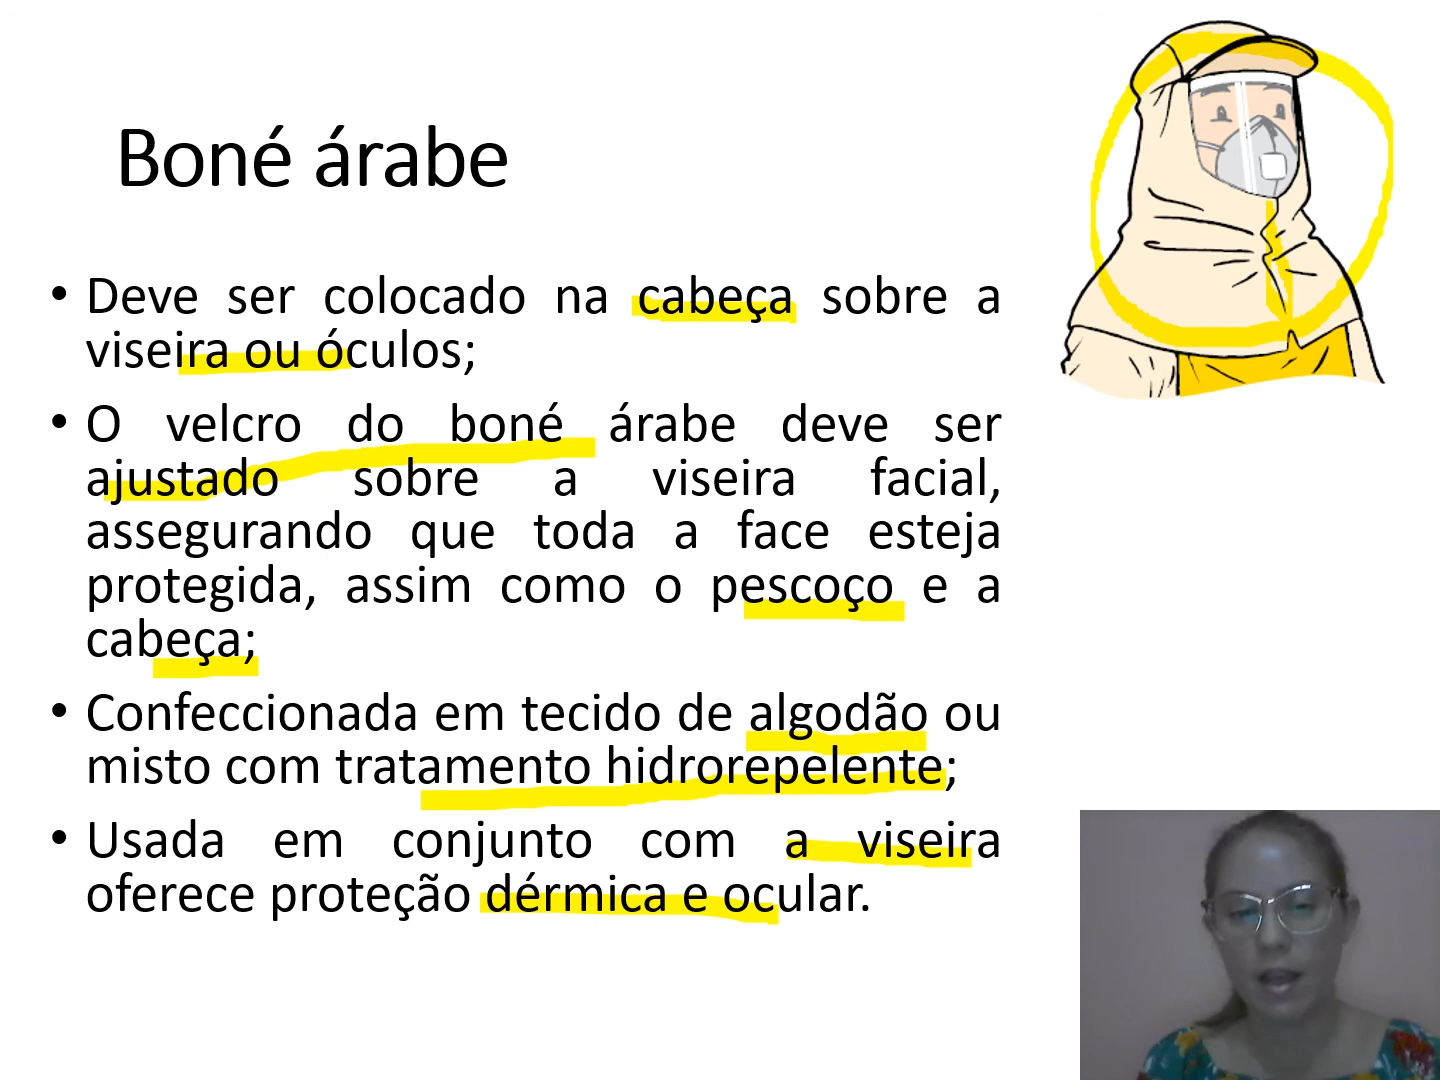 Boné árabe
• Deve ser colocado na cabeça sobre a
viseira ou óculos;
• O velcro do boné árabe deve ser
ajustado sobre a viseira facial,
assegurando que toda a face esteja
protegida, assim como o pescoço e a
cabeça;
• Confeccionada em tecido de algodão ou
misto com tratamento hidrorepelente;
• Usada em conjunto com a viseira
oferece proteção dérmica e ocular.